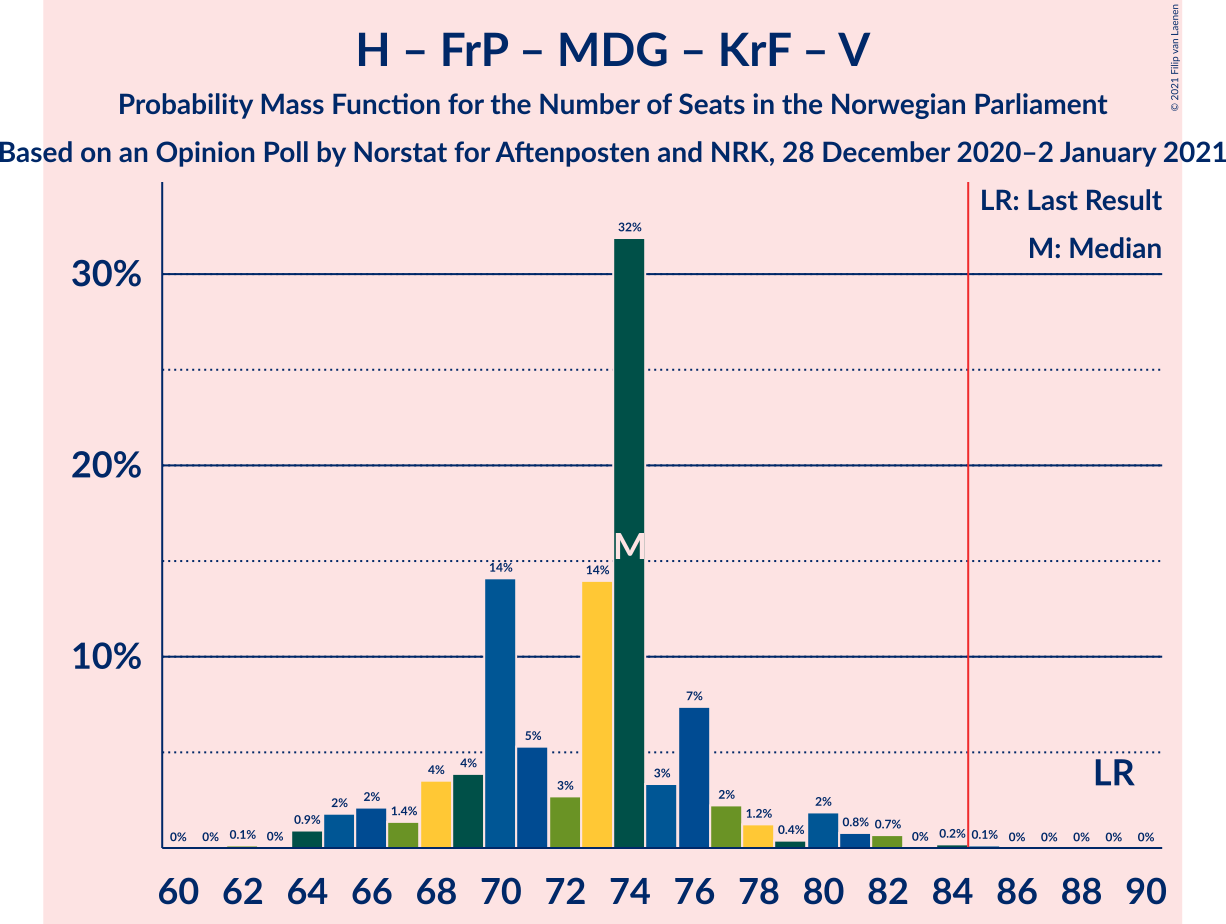 H – FrP – MDG – KrF – V
Probability Mass Function for the Number of Seats in the Norwegian Parliament
Based on an Opinion Poll by Norstat for Aftenposten and NRK, 28 December 2020–2 January 2021
© 2021 Filip van Laenen
LR: Last Result
M: Median
30%
20%
10%
0% 0% 0.1% 0% 0.9% 2% 2% 1.4% 4% 4% 14% 5% 3% 14% 32% 3% 7% 2% 1.2% 0.4% 2% 0.8% 0.7% 0% 0.2% 0.1% 0% 0% 0% 0% 0%
M
LR
60 62 64 66 68 70 72 74 76 78 80 82 84 86 88 90